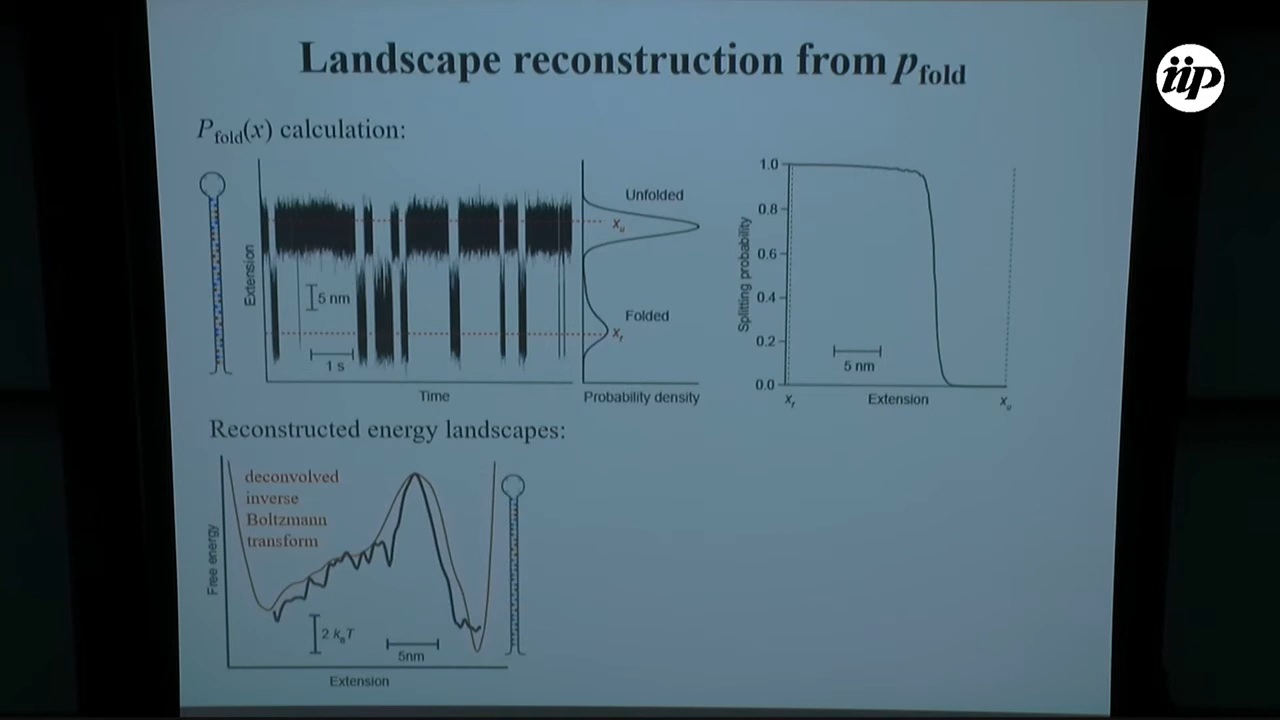 Landscape reconstruction from pfold
iip
Pfold(x) calculation:
Extension
5 nm
1 s
Time
Unfolded
xu
Folded
xf
Probability density
Splitting probability
1.0
0.8
0.6
0.4
0.2
0.0
5 nm
xf
Extension
xu
Reconstructed energy landscapes:
deconvolved
inverse
Boltzmann
transform
Free energy
2 kBT
5nm
Extension